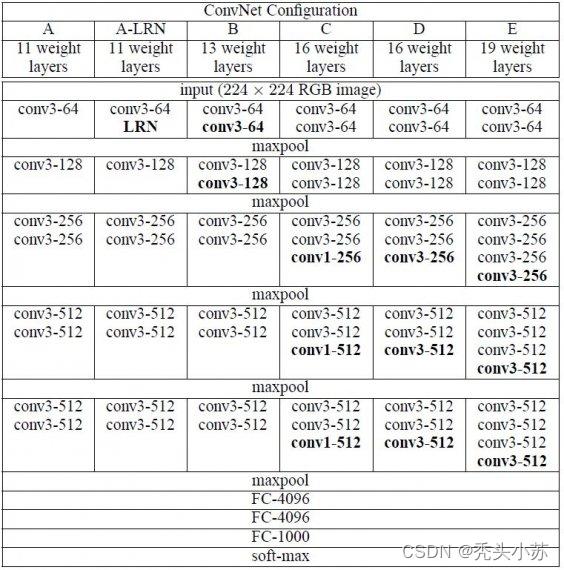 ConvNet Configuration
A A-LRN B C D E
11 weight 11 weight 13 weight 16 weight 16 weight 19 weight
layers layers layers layers layers layers
input (224 × 224 RGB image)
conv3-64 conv3-64 conv3-64 conv3-64 conv3-64 conv3-64
LRN conv3-64 conv3-64 conv3-64 conv3-64
maxpool
conv3-128 conv3-128 conv3-128 conv3-128 conv3-128 conv3-128
conv3-128 conv3-128 conv3-128 conv3-128
maxpool
conv3-256 conv3-256 conv3-256 conv3-256 conv3-256 conv3-256
conv3-256 conv3-256 conv3-256 conv3-256 conv3-256 conv3-256
conv1-256 conv3-256 conv3-256
conv3-256
maxpool
conv3-512 conv3-512 conv3-512 conv3-512 conv3-512 conv3-512
conv3-512 conv3-512 conv3-512 conv3-512 conv3-512 conv3-512
conv1-512 conv3-512 conv3-512
conv3-512
maxpool
conv3-512 conv3-512 conv3-512 conv3-512 conv3-512 conv3-512
conv3-512 conv3-512 conv3-512 conv3-512 conv3-512 conv3-512
conv1-512 conv3-512 conv3-512
conv3-512
maxpool
FC-4096
FC-4096
FC-1000
soft-max
CSDN @秃头小苏